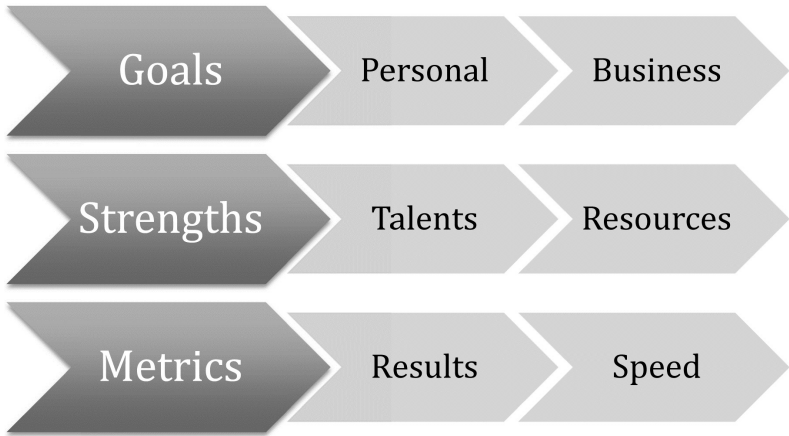 Goals Personal Business
Strengths Talents Resources
Metrics Results Speed